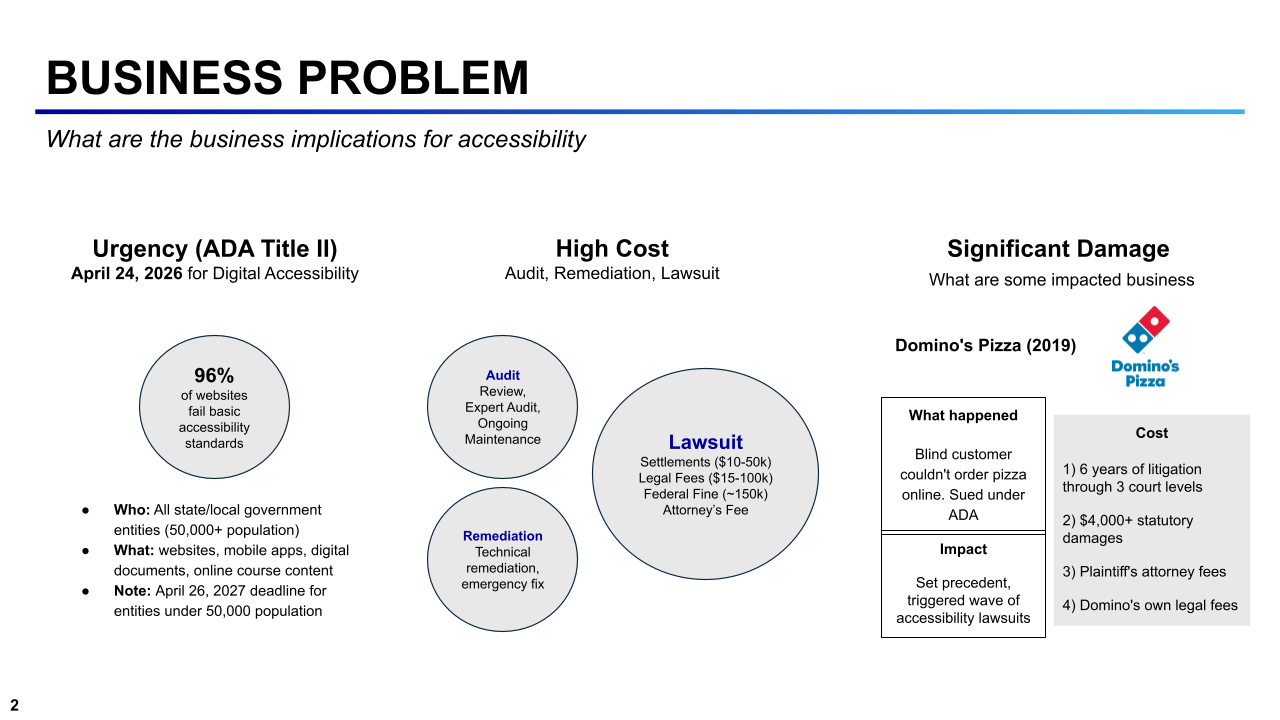 BUSINESS PROBLEM
What are the business implications for accessibility
Urgency (ADA Title II)
April 24, 2026 for Digital Accessibility
96%
of websites
fail basic
accessibility
standards
● Who: All state/local government
entities (50,000+ population)
● What: websites, mobile apps, digital
documents, online course content
● Note: April 26, 2027 deadline for
entities under 50,000 population
High Cost
Audit, Remediation, Lawsuit
Audit
Review,
Expert Audit,
Ongoing
Maintenance
Remediation
Technical
remediation,
emergency fix
Lawsuit
Settlements ($10-50k)
Legal Fees ($15-100k)
Federal Fine (~150k)
Attorney’s Fee
Significant Damage
What are some impacted business
Domino's Pizza (2019)
Domino's
Pizza
What happened
Blind customer
couldn't order pizza
online. Sued under
ADA
Impact
Set precedent,
triggered wave of
accessibility lawsuits
Cost
1) 6 years of litigation
through 3 court levels
2) $4,000+ statutory
damages
3) Plaintiff's attorney fees
4) Domino's own legal fees
2